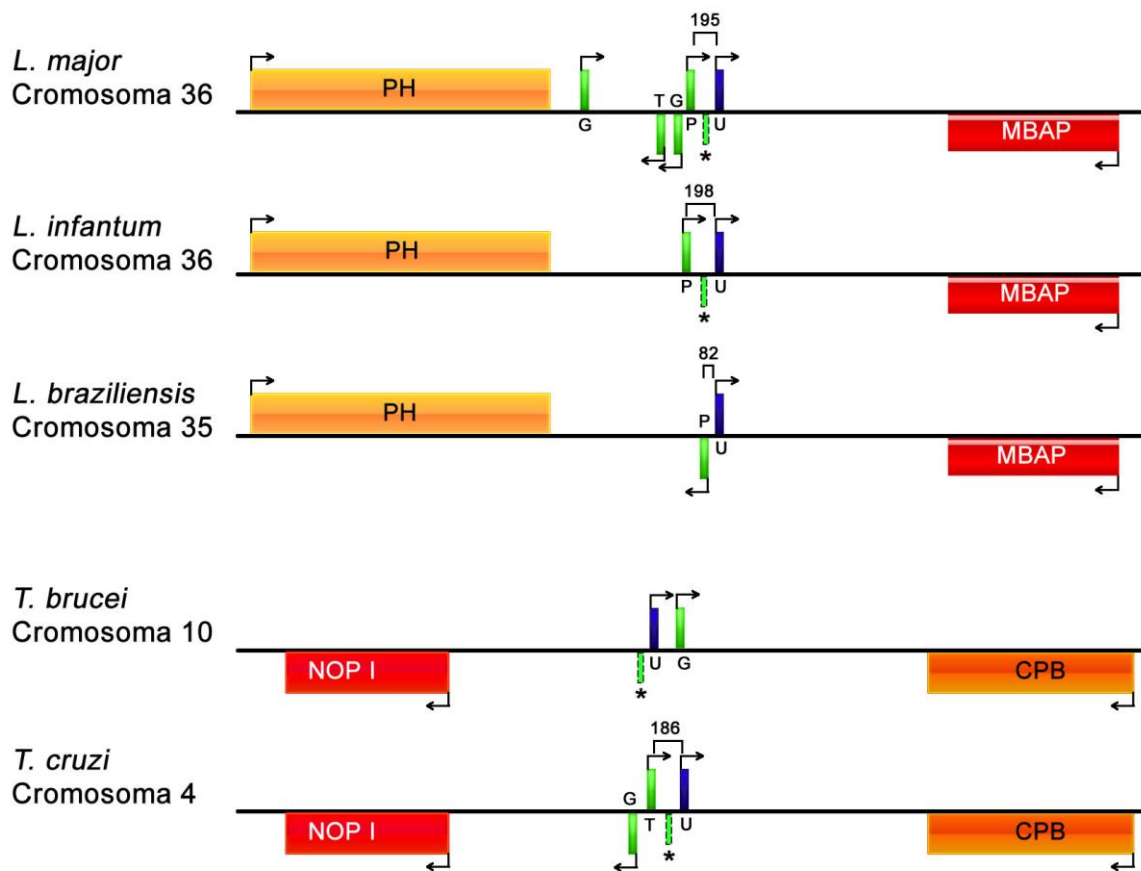 195
L. major
Cromosoma 36
PH
T G
G
P
U
*
MBAP
198
L. infantum
Cromosoma 36
PH
P
U
*
MBAP
82
L. braziliensis
Cromosoma 35
PH
P
U
MBAP
T. brucei
Cromosoma 10
NOP I
U
G
*
CPB
186
T. cruzi
Cromosoma 4
NOP I
G
T
U
*
CPB